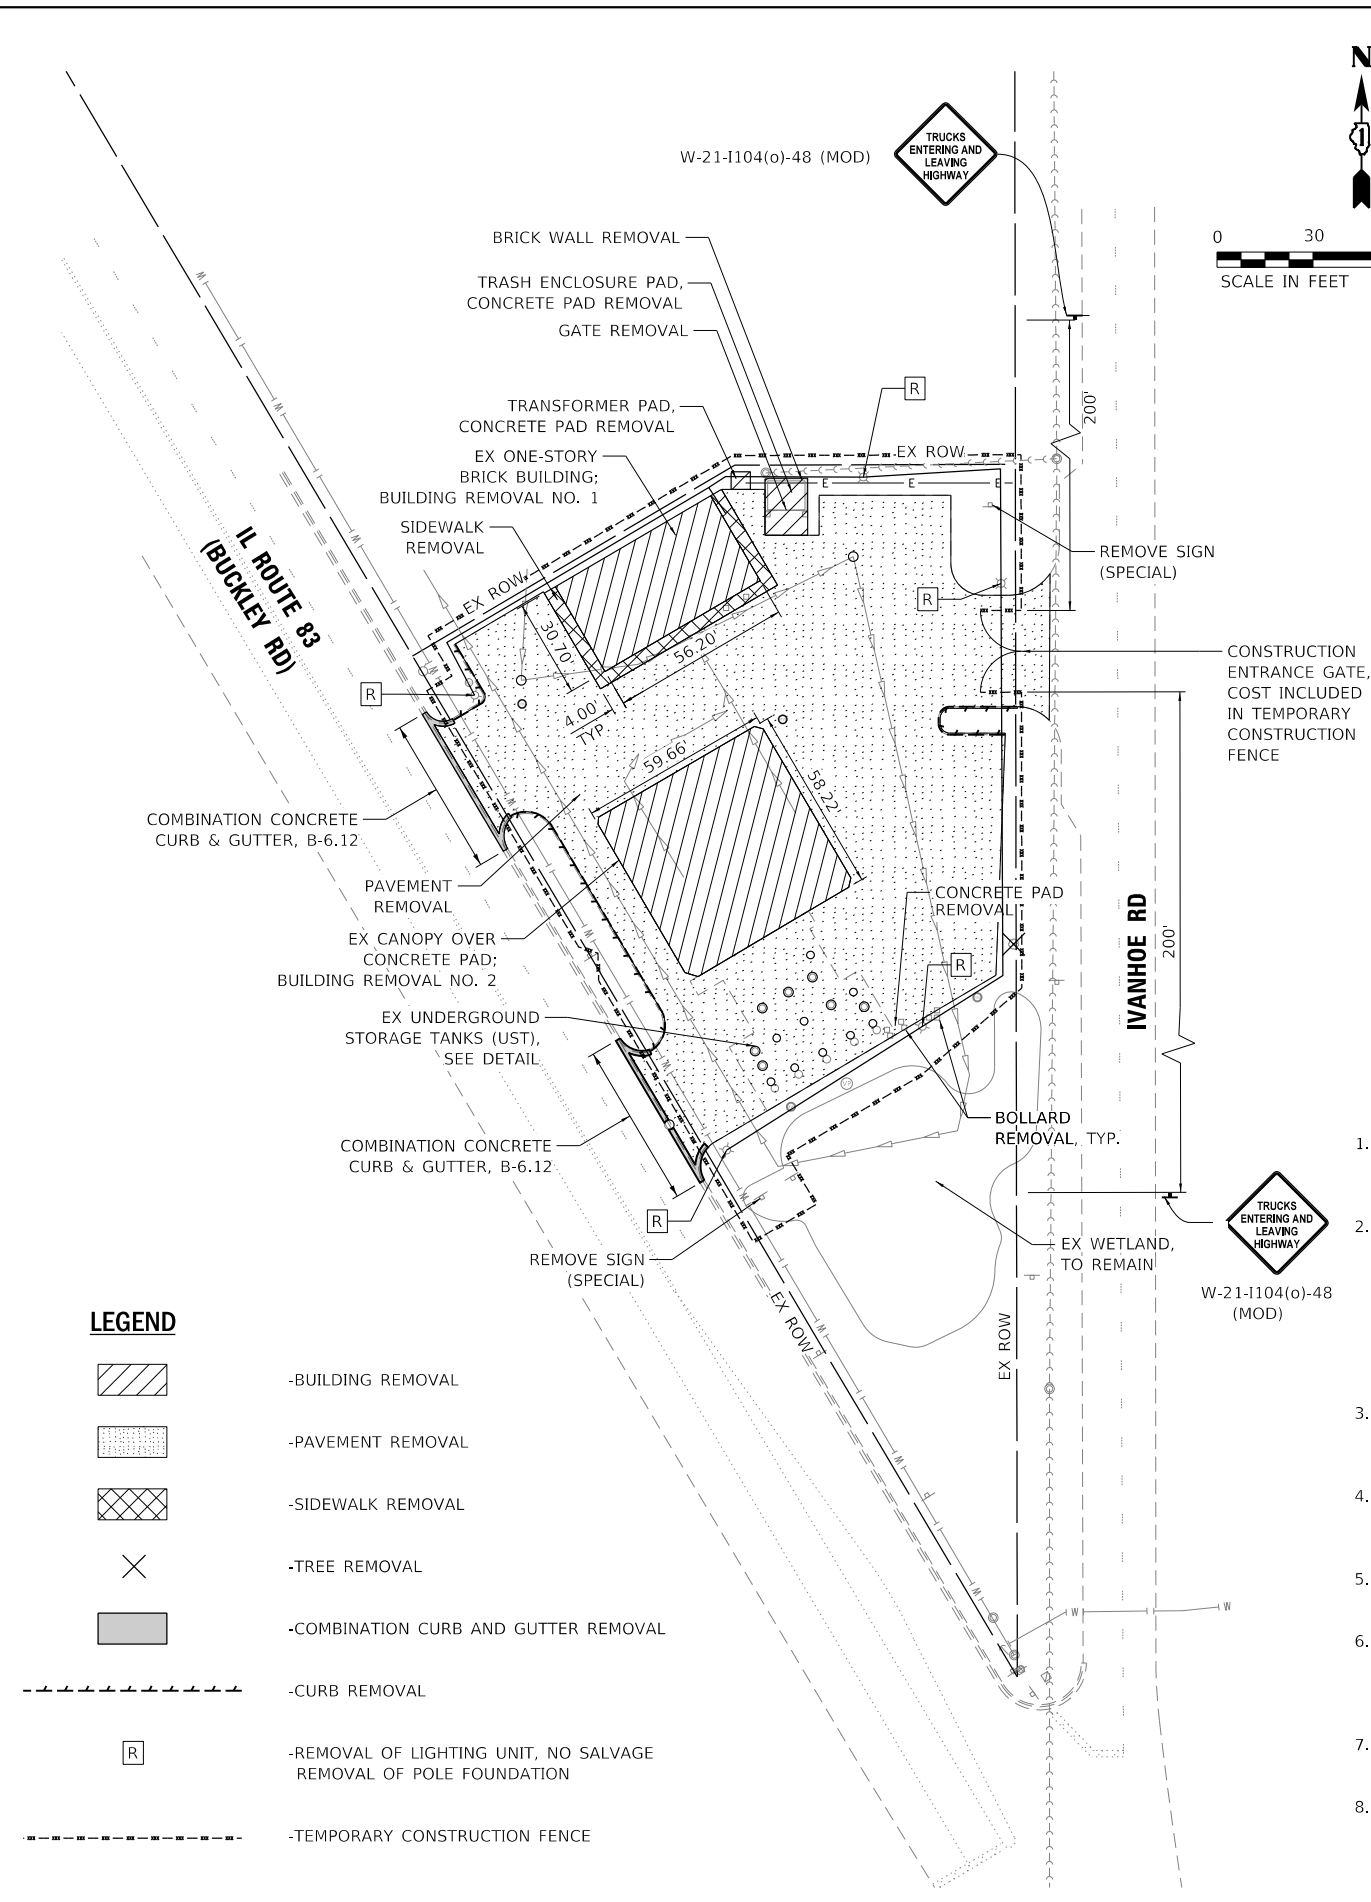 N
1
TRUCKS
ENTERING AND
LEAVING
HIGHWAY
W-21-I104(o)-48 (MOD)
0 30
SCALE IN FEET
BRICK WALL REMOVAL
TRASH ENCLOSURE PAD,
CONCRETE PAD REMOVAL
GATE REMOVAL
R
TRANSFORMER PAD,
CONCRETE PAD REMOVAL
200'
EX ROW
EX ONE-STORY
BRICK BUILDING;
BUILDING REMOVAL NO. 1
E E E
SIDEWALK
REMOVAL
REMOVE SIGN
(SPECIAL)
IL ROUTE 83
(BUCKLEY RD)
EX ROW
R
30.70'
56.20'
CONSTRUCTION
ENTRANCE GATE,
COST INCLUDED
IN TEMPORARY
CONSTRUCTION
FENCE
R
4.00'
TYP
59.66'
58.22'
COMBINATION CONCRETE
CURB & GUTTER, B-6.12
PAVEMENT
REMOVAL
CONCRETE PAD
REMOVAL
IVANHOE RD
200'
EX CANOPY OVER
CONCRETE PAD;
BUILDING REMOVAL NO. 2
R
EX UNDERGROUND
STORAGE TANKS (UST),
SEE DETAIL
BOLLARD
REMOVAL, TYP.
COMBINATION CONCRETE
CURB & GUTTER, B-6.12
1.
R
TRUCKS
ENTERING AND
LEAVING
HIGHWAY
2.
REMOVE SIGN
(SPECIAL)
EX WETLAND,
TO REMAIN
W-21-I104(o)-48
(MOD)
EX ROW
EX ROW
3.
4.
5.
W W
6.
7.
8.
LEGEND
-BUILDING REMOVAL
-PAVEMENT REMOVAL
-SIDEWALK REMOVAL
-TREE REMOVAL
-COMBINATION CURB AND GUTTER REMOVAL
-CURB REMOVAL
R
-REMOVAL OF LIGHTING UNIT, NO SALVAGE
REMOVAL OF POLE FOUNDATION
-TEMPORARY CONSTRUCTION FENCE